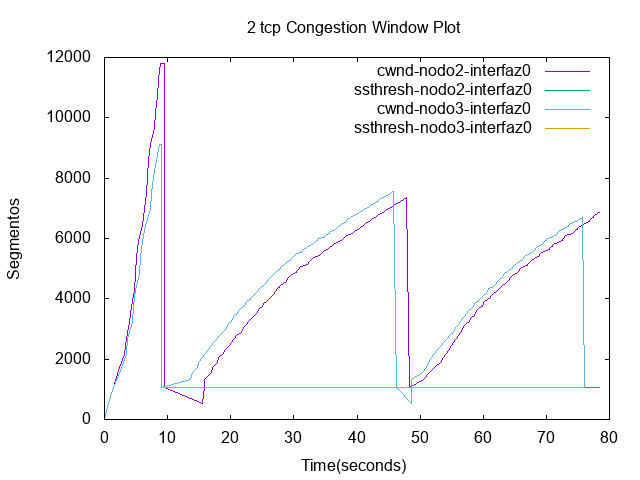 2 tcp Congestion Window Plot
12000
10000
8000
6000
4000
2000
0
Segmentos
cwnd-nodo2-interfaz0
ssthresh-nodo2-interfaz0
cwnd-nodo3-interfaz0
ssthresh-nodo3-interfaz0
0 10 20 30 40 50 60 70 80
Time(seconds)